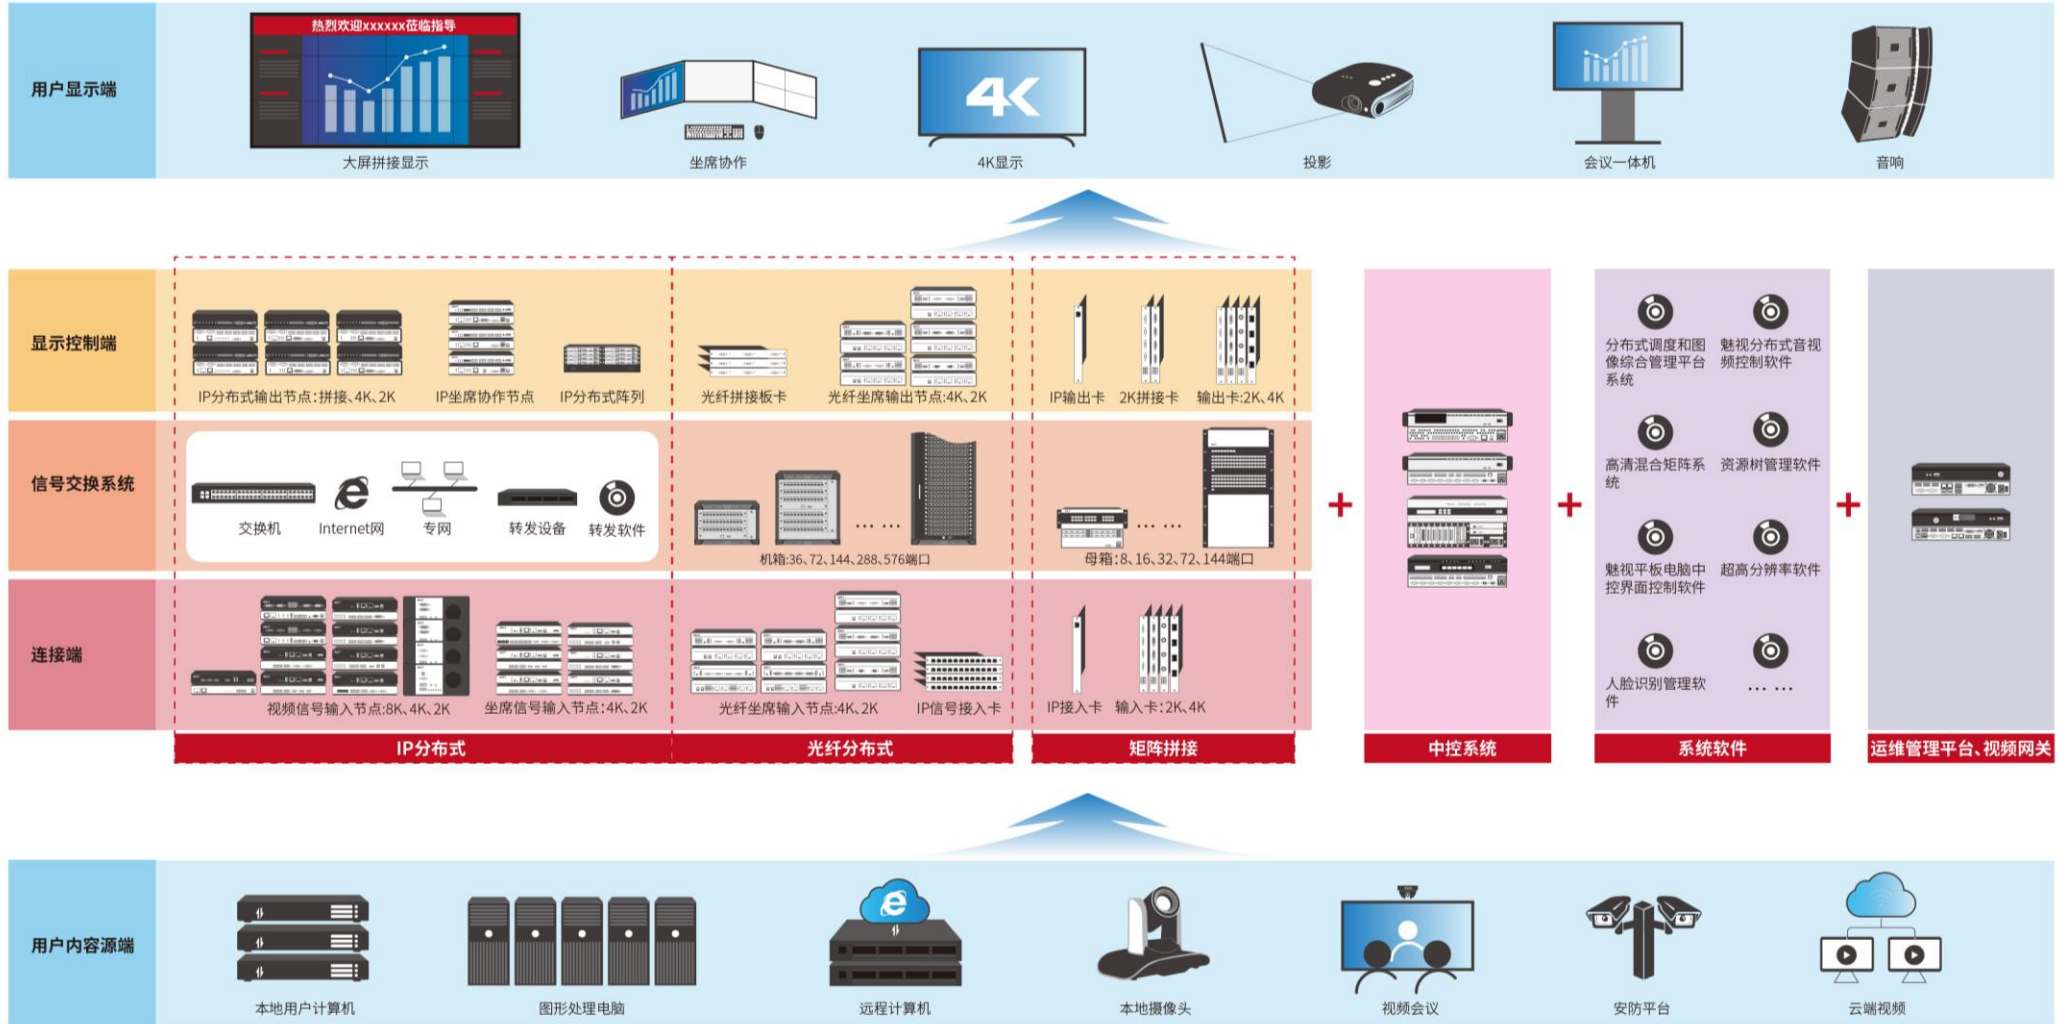 热烈欢迎xxxxxx莅临指导
用户显示端
大屏拼接显示
坐席协作
4K
4K显示
投影
会议一体机
音响
显示控制端
IP分布式输出节点:拼接、4K、2K
IP坐席协作节点
IP分布式阵列
光纤拼接板卡
光纤坐席输出节点:4K、2K
IP输出卡
2K拼接卡
输出卡:2K、4K
信号交换系统
交换机
Internet网
专网
转发设备
转发软件
... ...
机箱:36、72、144、288、576端口
... ...
母箱:8、16、32、72、144端口
连接端
视频信号输入节点:8K、4K、2K
坐席信号输入节点:4K、2K
光纤坐席输入节点:4K、2K
IP信号接入卡
IP接入卡
输入卡:2K、4K
IP分布式
光纤分布式
矩阵拼接
+
中控系统
+
分布式调度和图
像综合管理平台
系统
魅视分布式音视
频控制软件
高清混合矩阵系
统
资源树管理软件
魅视平板电脑中
控界面控制软件
超高分辨率软件
人脸识别管理软
件
... ...
系统软件
+
运维管理平台、视频网关
用户内容源端
本地用户计算机
图形处理电脑
远程计算机
本地摄像头
视频会议
安防平台
云端视频